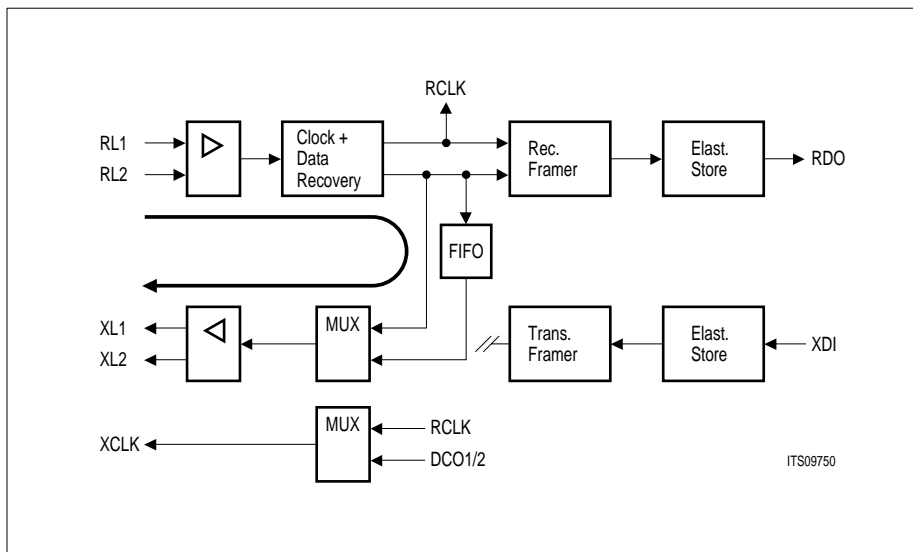 RCLK
RL1
RL2
Clock +
Data
Recovery
Rec.
Framer
Elast.
Store
RDO
FIFO
XL1
XL2
MUX
Trans.
Framer
Elast.
Store
XDI
XCLK
MUX
RCLK
DCO1/2
ITS09750